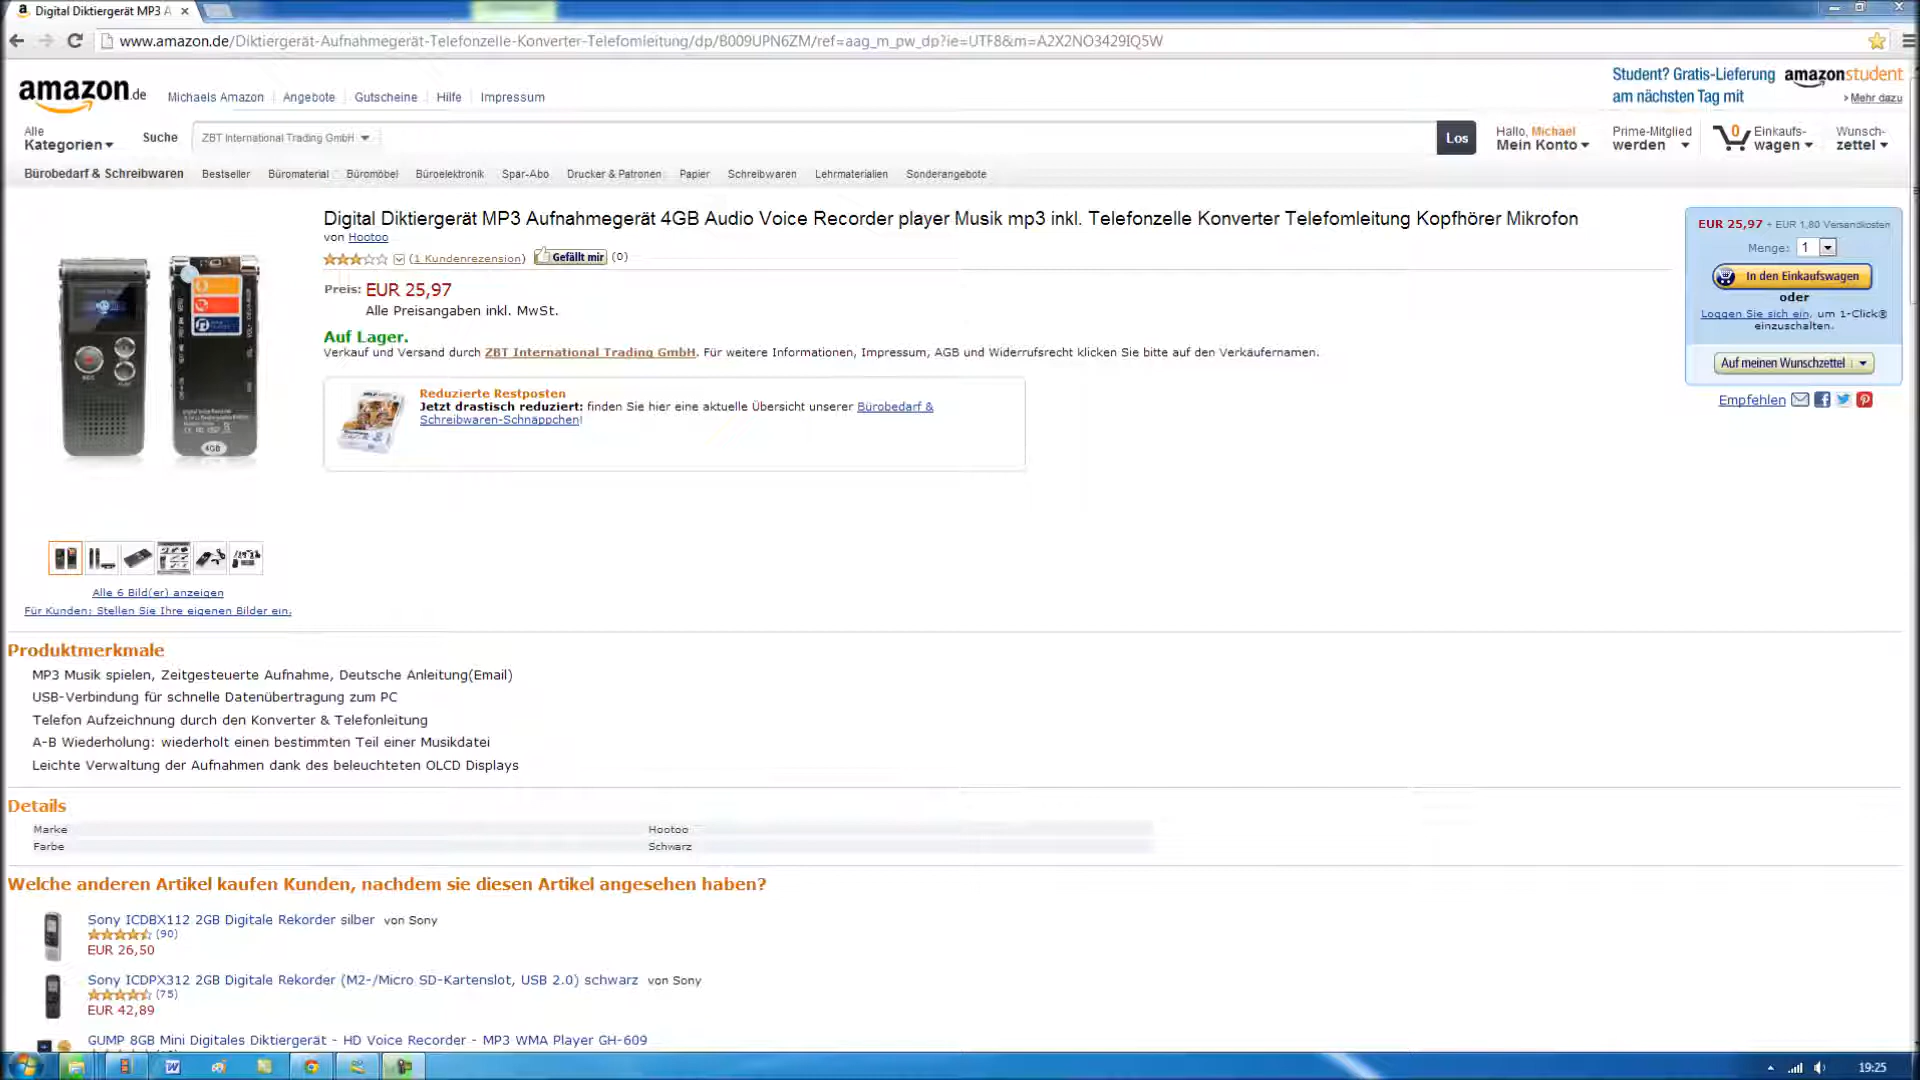 Digital Diktiergerät MP3 A
www.amazon.de/Diktiergerät-Aufnahmegerät-Telefonzelle-Konverter-Telefomleitung/dp/B009UPN6ZM/ref=aag_m_pw_dp?ie=UTF8&m=A2X2NO3429IQ5W
amazon.de
Michaels Amazon Angebote Gutscheine Hilfe Impressum
Student? Gratis-Lieferung am nächsten Tag mit
amazonstudent
› Mehr dazu
Alle Kategorien
Suche
ZBT International Trading GmbH
Los
Hallo, Michael
Mein Konto
Prime-Mitglied werden
0
Einkaufs-wagen
Wunsch-zettel
Bürobedarf & Schreibwaren Bestseller Büromaterial Büromöbel Büroelektronik Spar-Abo Drucker & Patronen Papier Schreibwaren Lehrmaterialien Sonderangebote
Digital Diktiergerät MP3 Aufnahmegerät 4GB Audio Voice Recorder player Musik mp3 inkl. Telefonzelle Konverter Telefomleitung Kopfhörer Mikrofon
von Hootoo
(1 Kundenrezension) Gefällt mir (0)
Preis: EUR 25,97
Alle Preisangaben inkl. MwSt.
Auf Lager.
Verkauf und Versand durch ZBT International Trading GmbH. Für weitere Informationen, Impressum, AGB und Widerrufsrecht klicken Sie bitte auf den Verkäufernamen.
Reduzierte Restposten
Jetzt drastisch reduziert: finden Sie hier eine aktuelle Übersicht unserer Bürobedarf &
Schreibwaren-Schnäppchen!
EUR 25,97 + EUR 1,80 Versandkosten
Menge: 1
In den Einkaufswagen
oder
Loggen Sie sich ein, um 1-Click®
einzuschalten.
Auf meinen Wunschzettel
Empfehlen
4GB
Alle 6 Bild(er) anzeigen
Für Kunden: Stellen Sie Ihre eigenen Bilder ein.
Produktmerkmale
MP3 Musik spielen, Zeitgesteuerte Aufnahme, Deutsche Anleitung(Email)
USB-Verbindung für schnelle Datenübertragung zum PC
Telefon Aufzeichnung durch den Konverter & Telefonleitung
A-B Wiederholung: wiederholt einen bestimmten Teil einer Musikdatei
Leichte Verwaltung der Aufnahmen dank des beleuchteten OLCD Displays
Details
Marke Hootoo
Farbe Schwarz
Welche anderen Artikel kaufen Kunden, nachdem sie diesen Artikel angesehen haben?
Sony ICDBX112 2GB Digitale Rekorder silber von Sony
(90)
EUR 26,50
Sony ICDPX312 2GB Digitale Rekorder (M2-/Micro SD-Kartenslot, USB 2.0) schwarz von Sony
(75)
EUR 42,89
GUMP 8GB Mini Digitales Diktiergerät - HD Voice Recorder - MP3 WMA Player GH-609
19:25